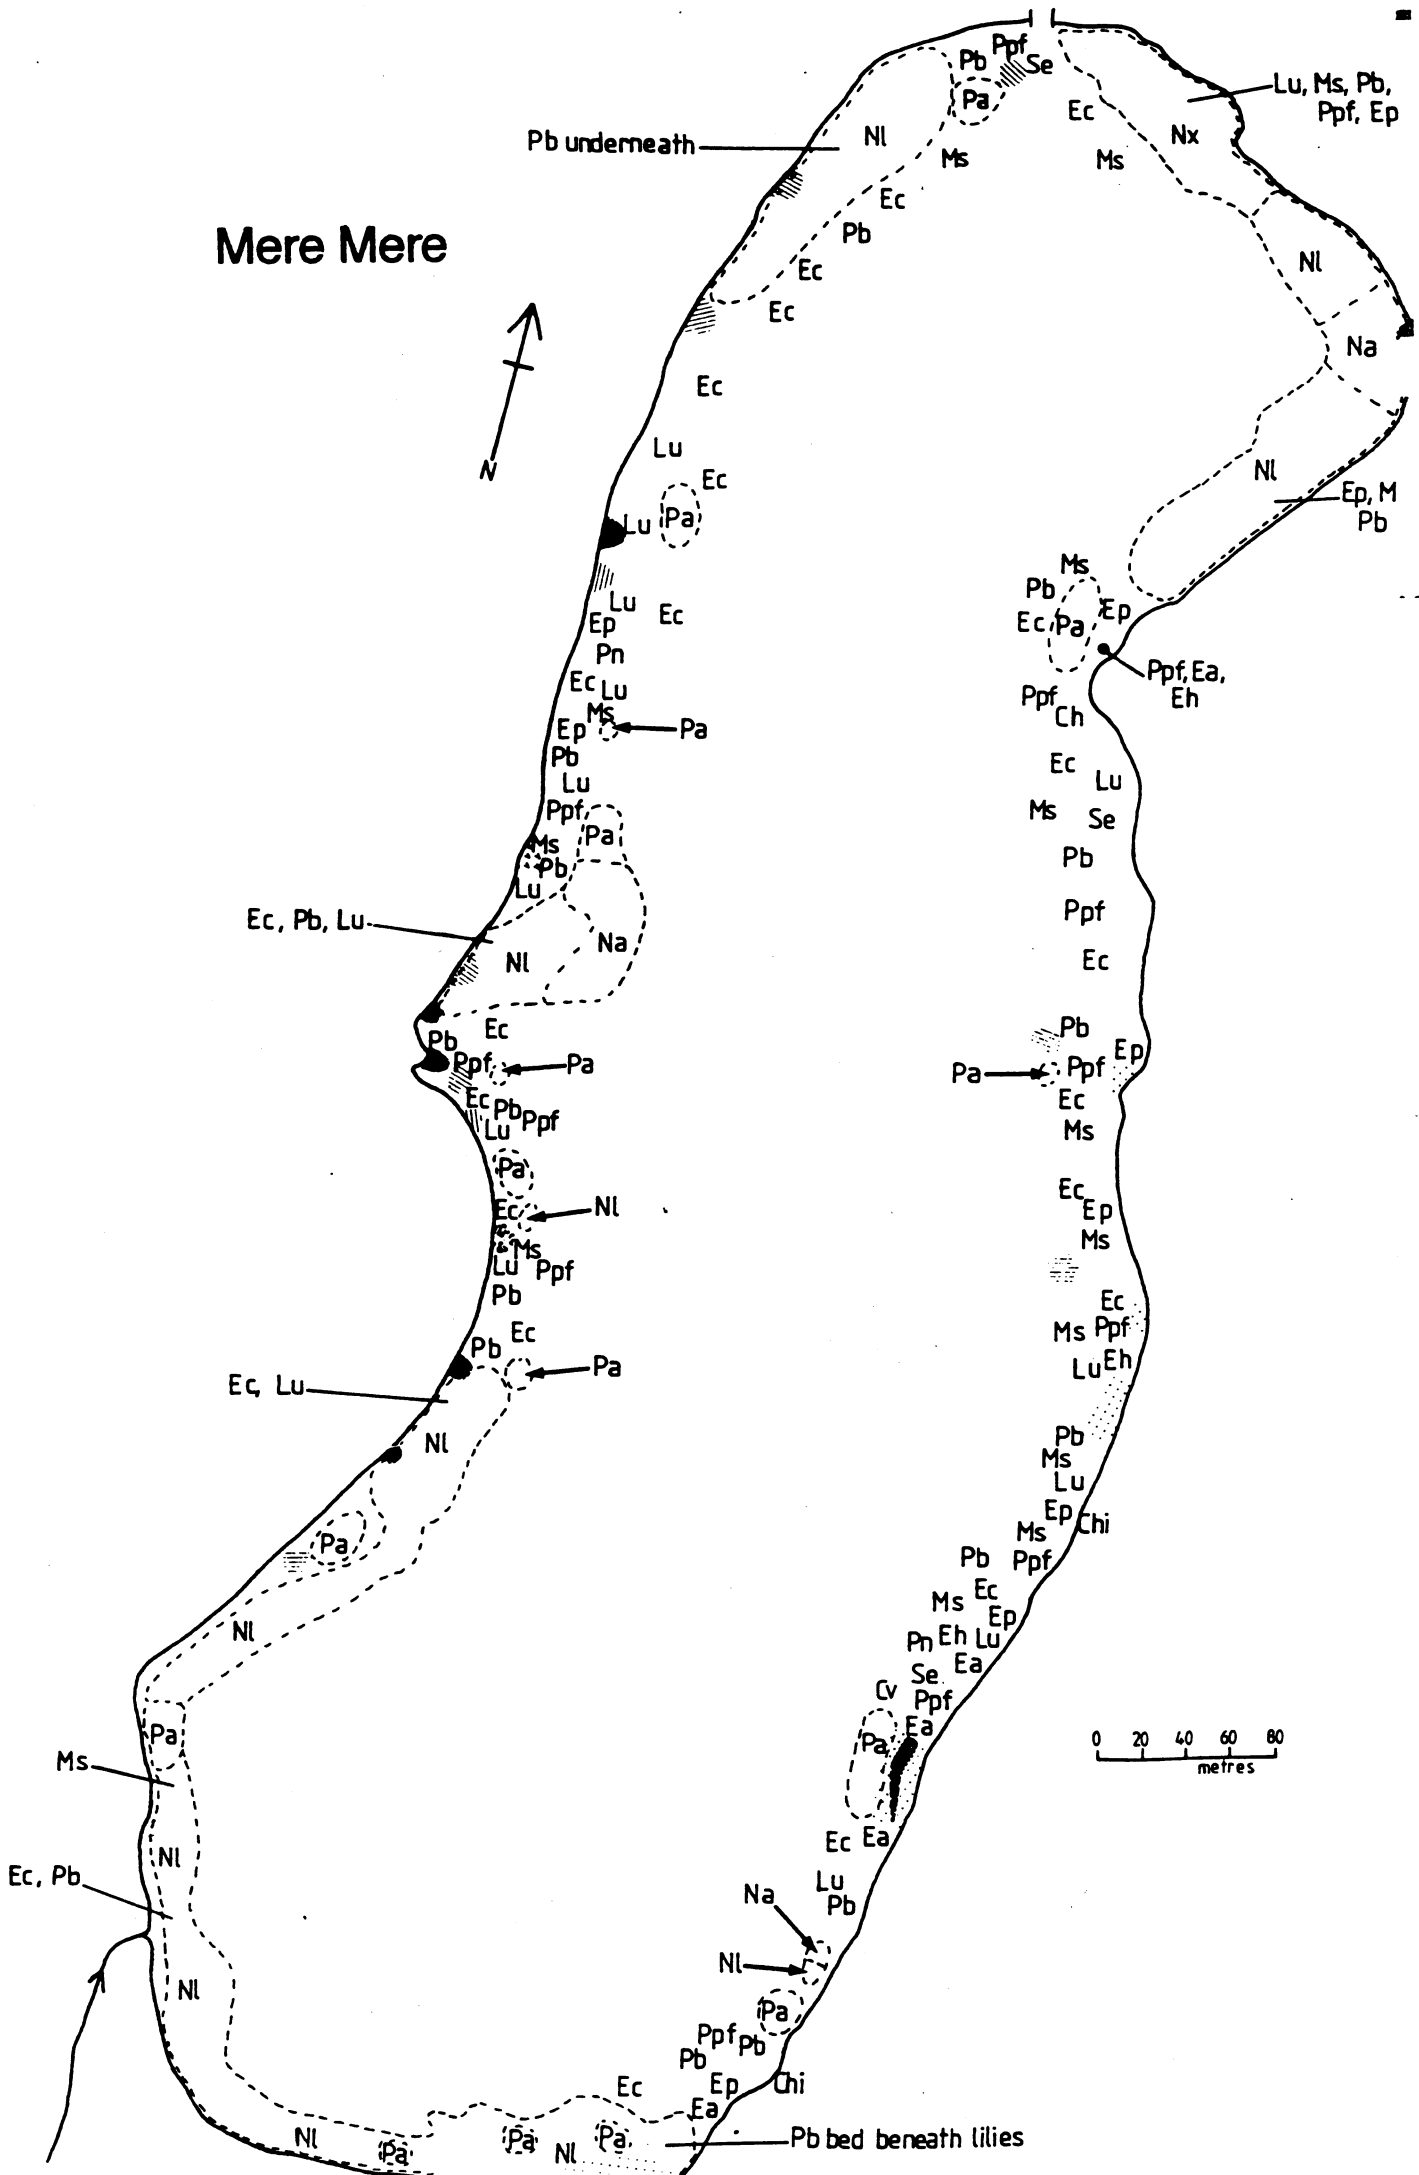 Ppf
Pb
Se
Pa
Lu, Ms, Pb,
Ppf, Ep
Ec
Nl
Nx
Pb underneath
Ms
Ms
Ec
Mere Mere
Pb
Nl
Ec
Ec
Na
Ec
Lu
Ec
Nl
N
Ep, M
Pb
Lu
Pa
Ms
Pb
Lu
Ec
Ep
Ep
Ec
Pa
Pn
Ppf, Ea,
Eh
Ec
Lu
Ppf
Ch
Ms
Ep
Pa
Pb
Ec
Lu
Lu
Ppf
Ms
Se
Pa
Ms
Pb
Pb
Lu
Ppf
Ec, Pb, Lu
Na
Nl
Ec
Ec
Pb
Pb
Ep
Ppf
Pa
Pa
Ppf
Ec
Pb
Ec
Ppf
Lu
Ms
Pa
Ec
Ec
Nl
Ep
Ms
Ms
Lu
Ppf
Pb
Ec
Ec
Ms
Ppf
Pb
Pa
Lu
Eh
Ec, Lu
Nl
Pb
Ms
Lu
Ep
Chi
Ms
Pa
Pb
Ppf
Ec
Ms
Ep
Nl
Pn
Eh
Lu
Ea
Se
Cv
Ppf
Ea
Pa
Pa
0 20 40 60 80
metres
Ms
Ec
Ea
Nl
Ec, Pb
Lu
Na
Pb
Nl
Nl
Pa
Ppf
Pb
Pb
Ec
Ep
Chi
Ea
Nl
Pa
Pa
Pa
Nl
Pb bed beneath lilies